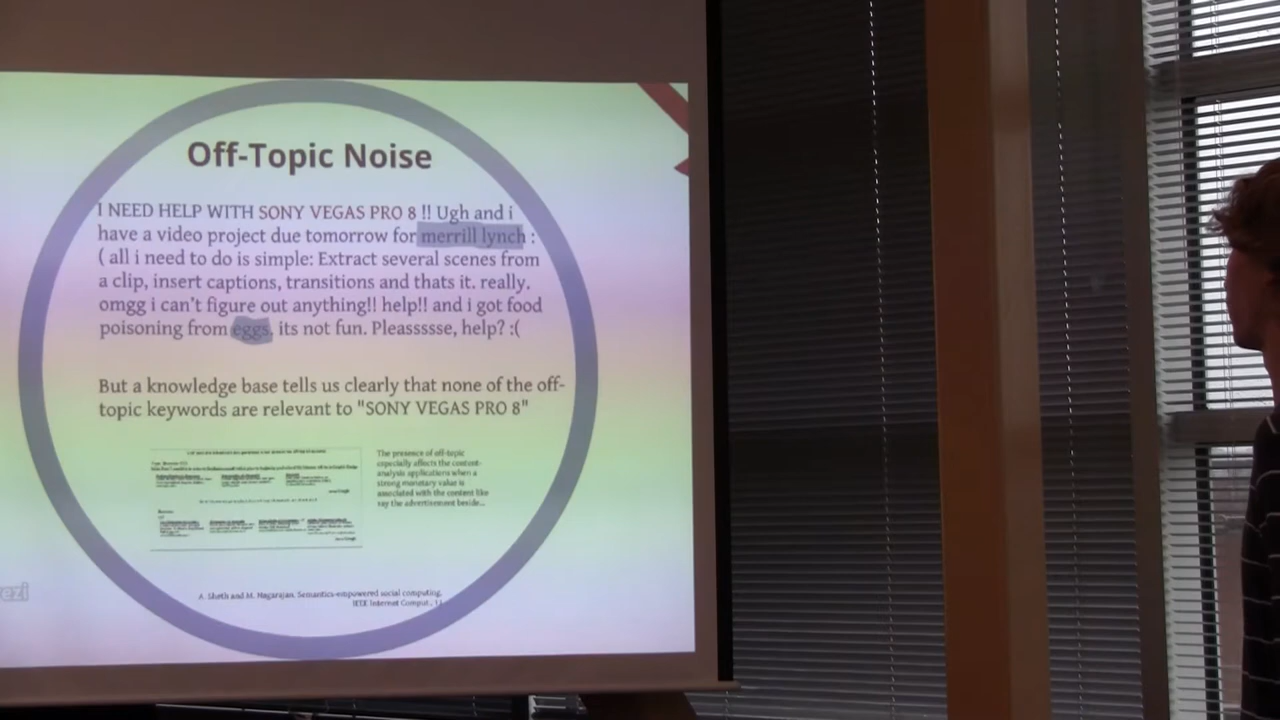 Off-Topic Noise
I NEED HELP WITH SONY VEGAS PRO 8 !! Ugh and i
have a video project due tomorrow for merrill lynch :
( all i need to do is simple: Extract several scenes from
a clip, insert captions, transitions and thats it. really.
omgg i can't figure out anything!! help!! and i got food
poisoning from eggs. its not fun. Pleassssse, help? :(
But a knowledge base tells us clearly that none of the off-
topic keywords are relevant to "SONY VEGAS PRO 8"
The presence of off-topic
especially affects the content-
analysis applications when a
strong monetary value is
associated with the content like
say the advertisement beside...
A. Sheth and M. Nagarajan. Semantics-empowered social computing.
IEEE Internet Comput.,
ezi